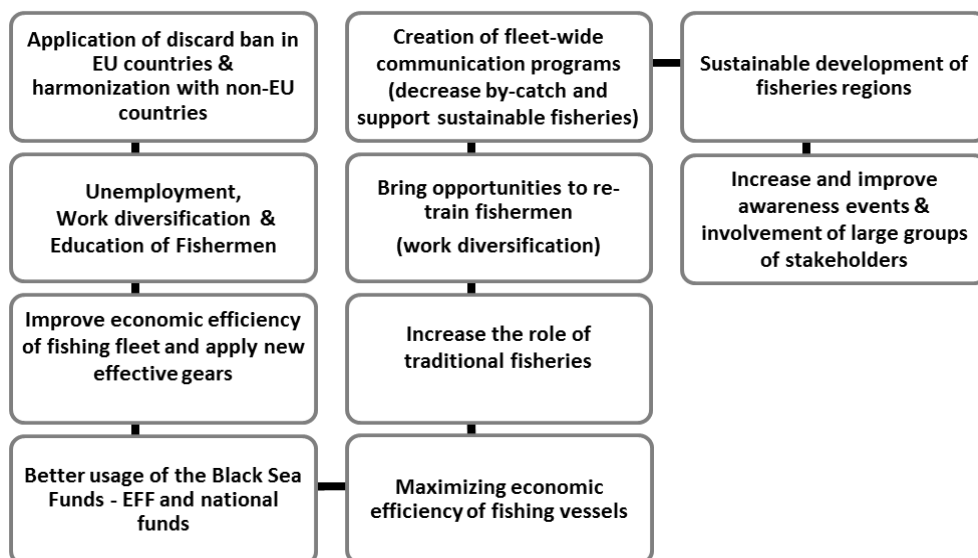 Application of discard ban in
EU countries &
harmonization with non-EU
countries
Unemployment,
Work diversification &
Education of Fishermen
Improve economic efficiency
of fishing fleet and apply new
effective gears
Better usage of the Black Sea
Funds - EFF and national
funds
Maximizing economic
efficiency of fishing vessels
Increase the role of
traditional fisheries
Bring opportunities to re-
train fishermen
(work diversification)
Creation of fleet-wide
communication programs
(decrease by-catch and
support sustainable fisheries)
Sustainable development of
fisheries regions
Increase and improve
awareness events &
involvement of large groups
of stakeholders